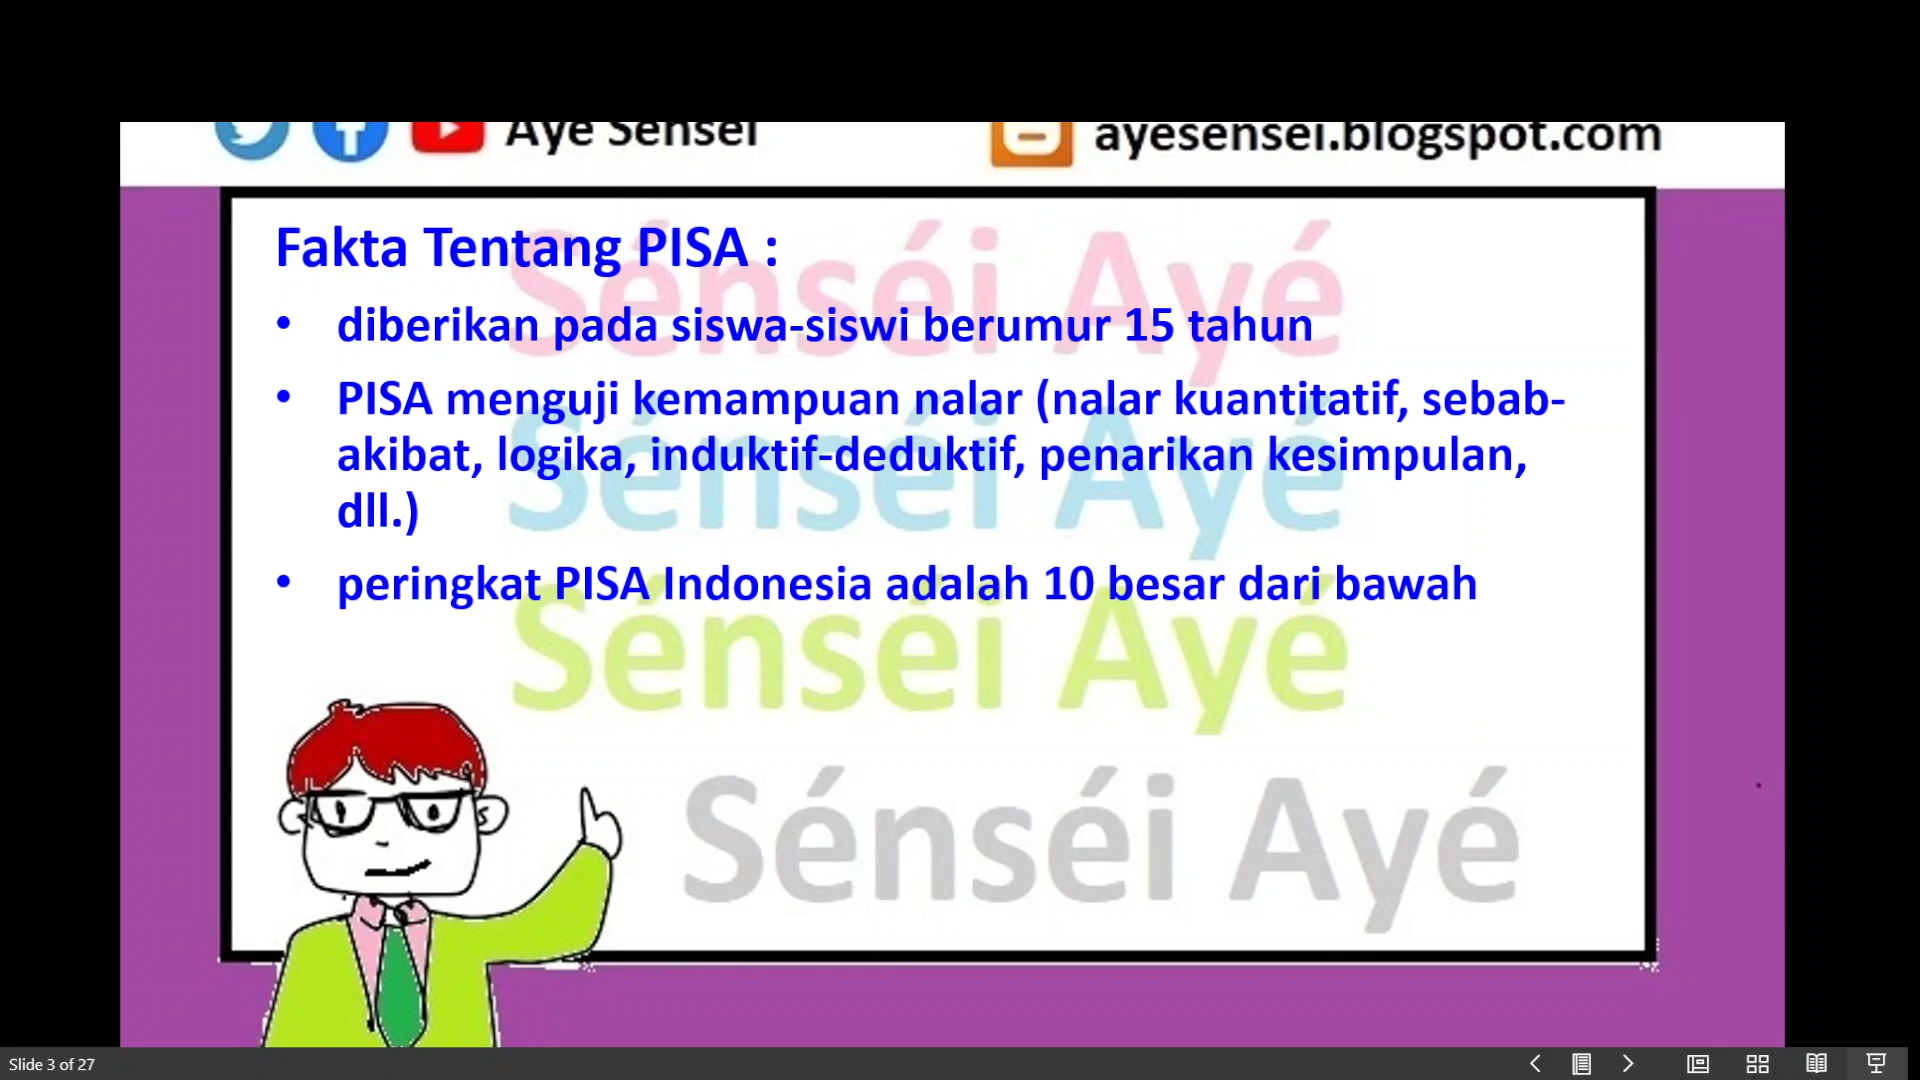 Aye Sensei
ayesensei.blogspot.com
Fakta Tentang PISA :
• diberikan pada siswa-siswi berumur 15 tahun
• PISA menguji kemampuan nalar (nalar kuantitatif, sebab-
akibat, logika, induktif-deduktif, penarikan kesimpulan,
dll.)
• peringkat PISA Indonesia adalah 10 besar dari bawah
Sénséi Ayé
Sénséi Ayé
Sénséi Ayé
Sénséi Ayé
Slide 3 of 27